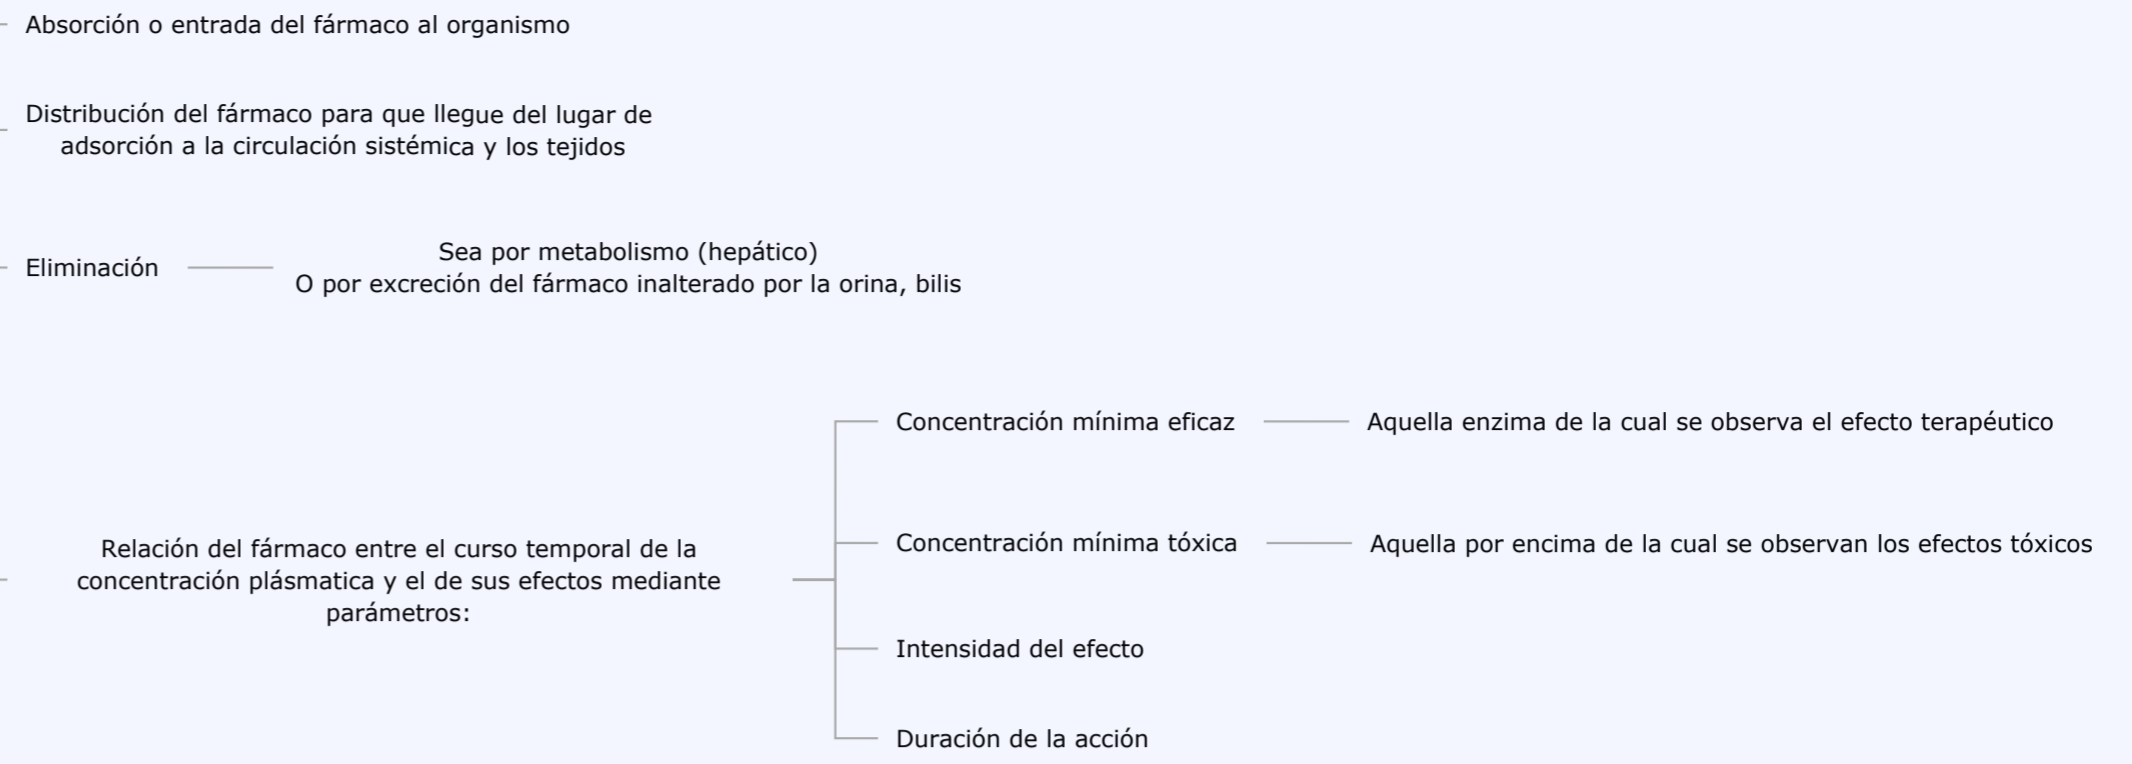 Absorción o entrada del fármaco al organismo
Distribución del fármaco para que llegue del lugar de
adsorción a la circulación sistémica y los tejidos
Eliminación
Sea por metabolismo (hepático)
O por excreción del fármaco inalterado por la orina, bilis
Relación del fármaco entre el curso temporal de la
concentración plásmatica y el de sus efectos mediante
parámetros:
Concentración mínima eficaz
Aquella enzima de la cual se observa el efecto terapéutico
Concentración mínima tóxica
Aquella por encima de la cual se observan los efectos tóxicos
Intensidad del efecto
Duración de la acción